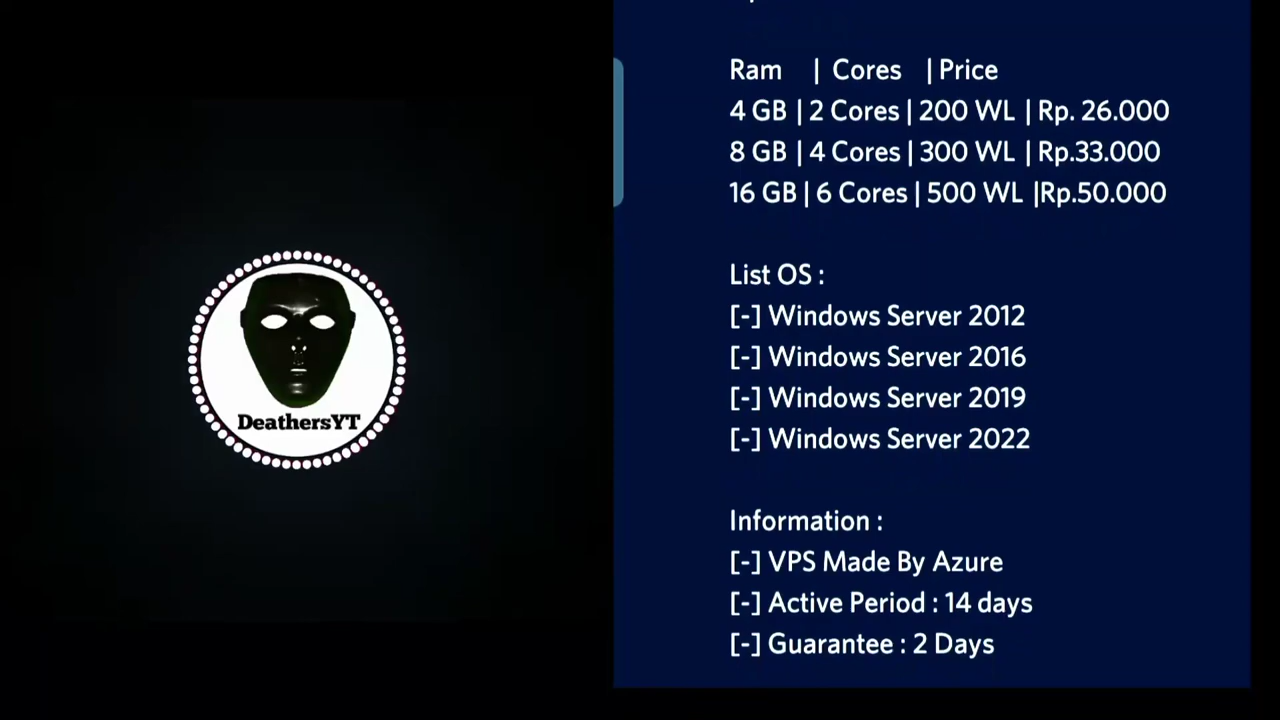 DeathersYT
Ram | Cores | Price
4 GB | 2 Cores | 200 WL | Rp. 26.000
8 GB | 4 Cores | 300 WL | Rp.33.000
16 GB | 6 Cores | 500 WL |Rp.50.000
List OS :
[-] Windows Server 2012
[-] Windows Server 2016
[-] Windows Server 2019
[-] Windows Server 2022
Information :
[-] VPS Made By Azure
[-] Active Period : 14 days
[-] Guarantee : 2 Days